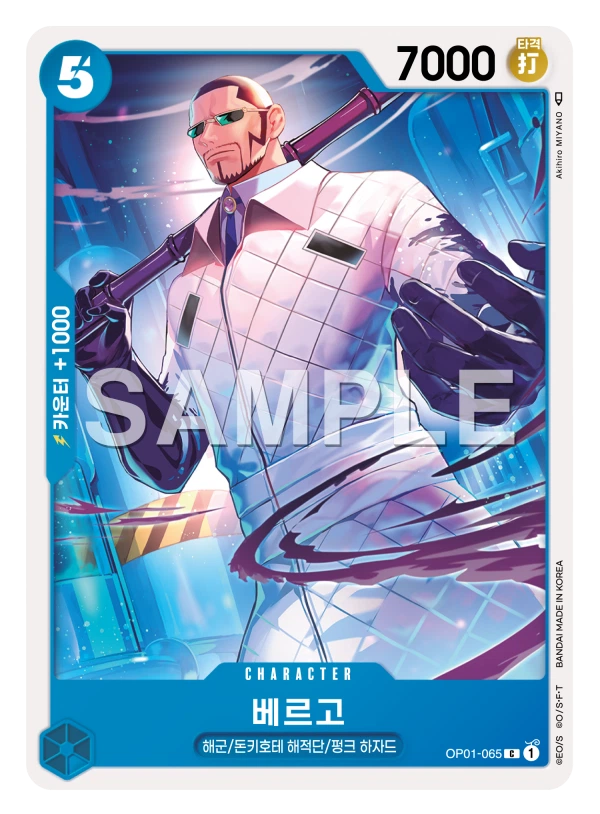 5
7000
타격
打
Akihiro MIYANO
카운터 +1000
SAMPLE
CHARACTER
베르고
해군/돈키호테 해적단/펑크 하자드
OP01-065 C 1
©EO/S ©O/S·F·T BANDAI MADE IN KOREA